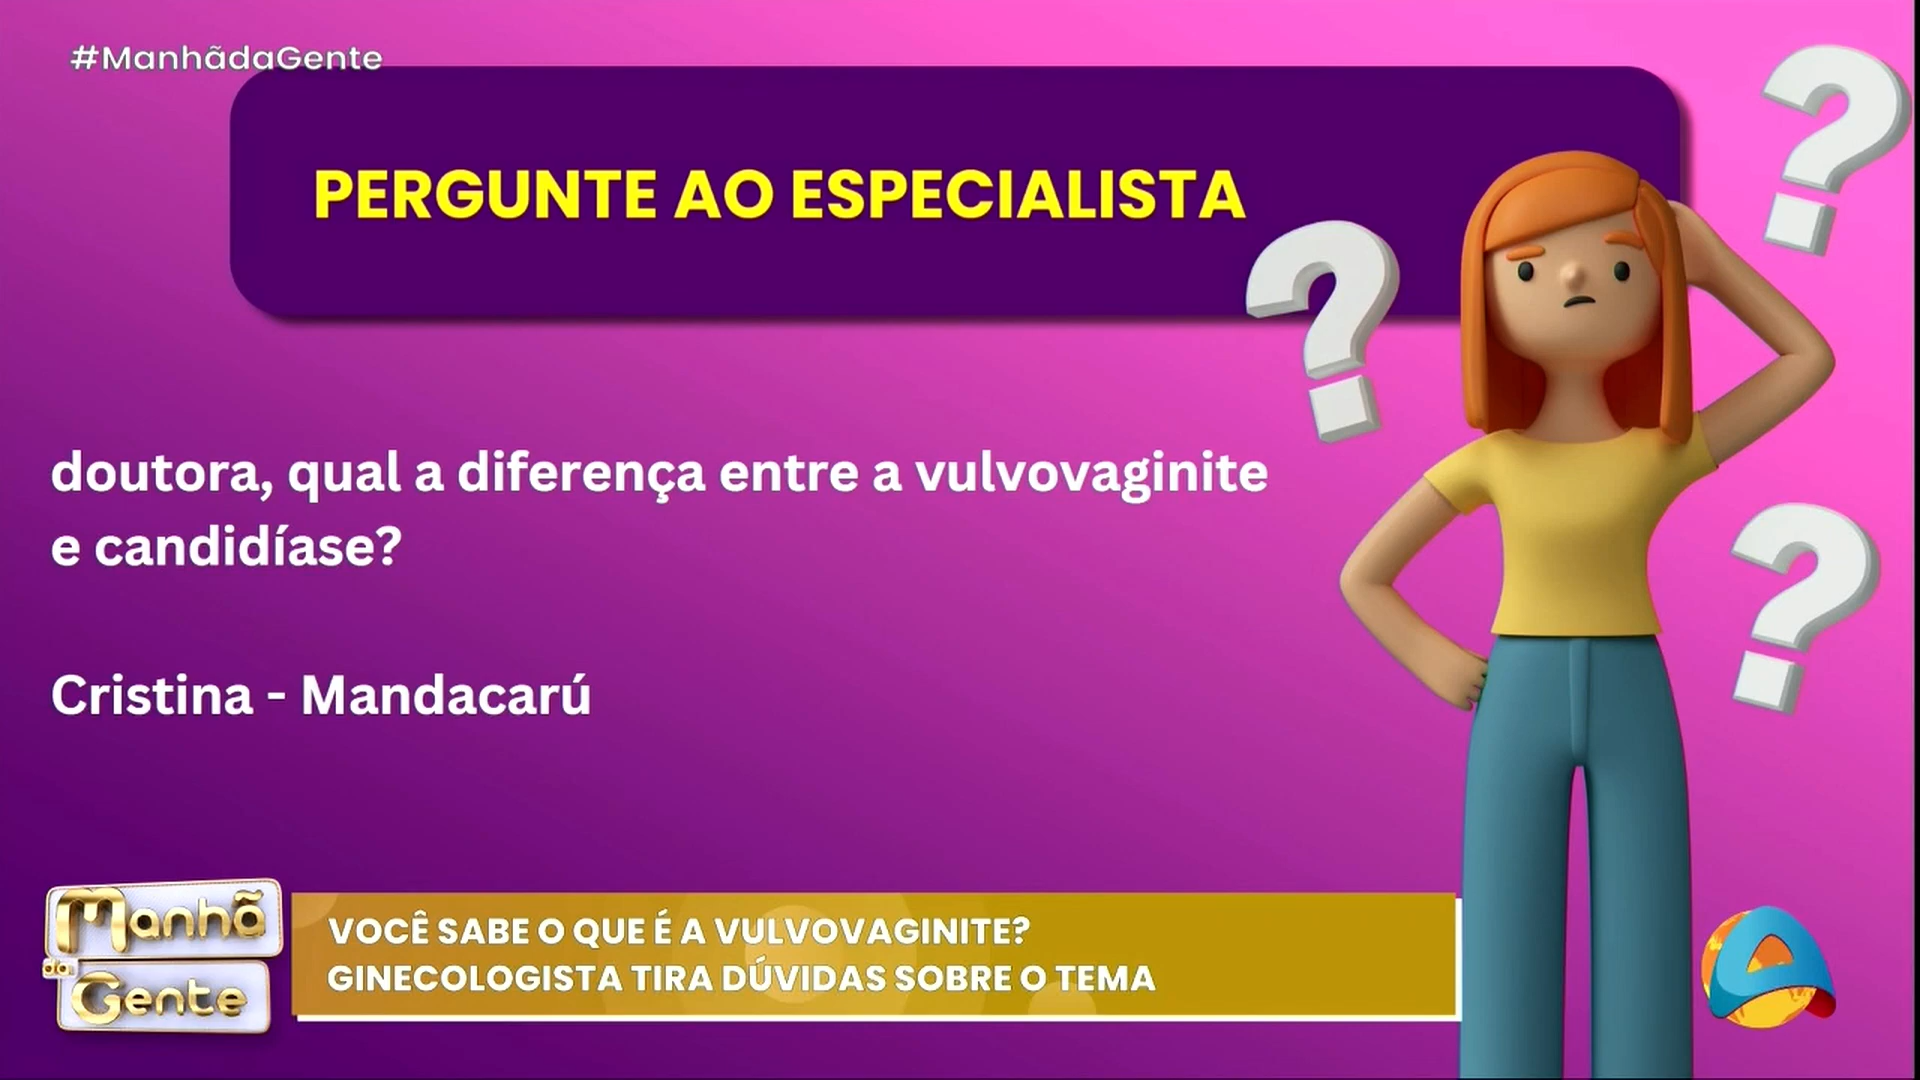 #ManhãdaGente
PERGUNTE AO ESPECIALISTA
doutora, qual a diferença entre a vulvovaginite
e candidíase?
Cristina - Mandacarú
Manhã
da
Gente
VOCÊ SABE O QUE É A VULVOVAGINITE?
GINECOLOGISTA TIRA DÚVIDAS SOBRE O TEMA